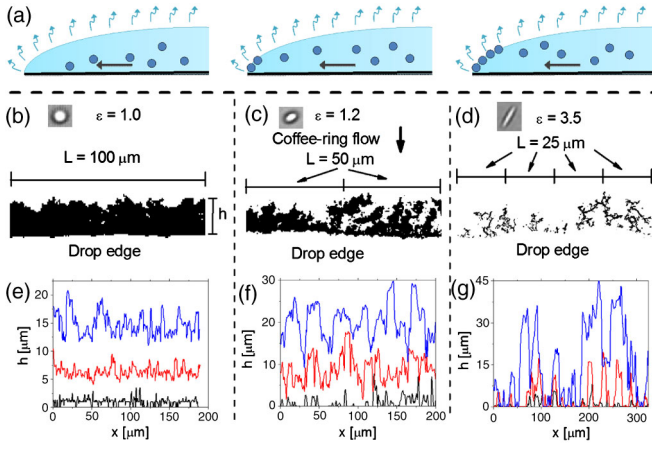 (a)
(b) ε = 1.0
L = 100 μm
h
Drop edge
(c) ε = 1.2
Coffee-ring flow
L = 50 μm
Drop edge
(d) ε = 3.5
L = 25 μm
Drop edge
(e)
h [μm]
20
15
10
5
0
0 50 100 150 200
x [μm]
(f)
h [μm]
30
20
10
0
0 50 100 150 200
x [μm]
(g)
h [μm]
45
30
15
0
0 100 200 300
x [μm]